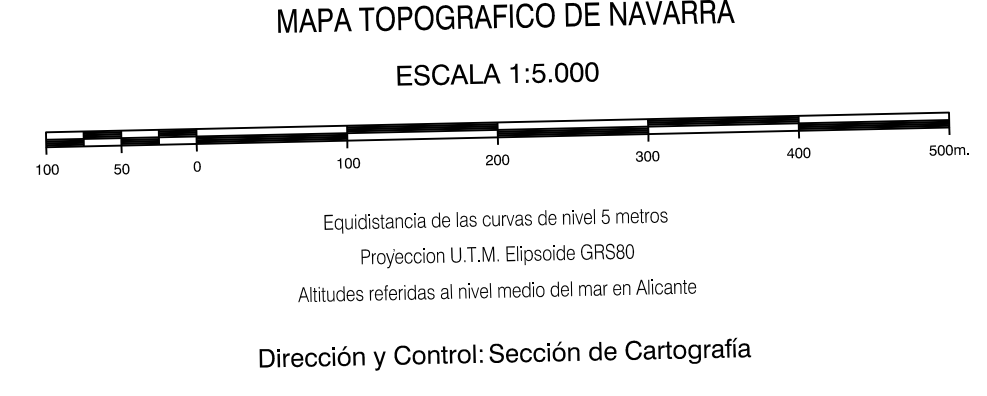 MAPA TOPOGRAFICO DE NAVARRA
ESCALA 1:5.000
100 50 0 100 200 300 400 500m.
Equidistancia de las curvas de nivel 5 metros
Proyeccion U.T.M. Elipsoide GRS80
Altitudes referidas al nivel medio del mar en Alicante
Dirección y Control: Sección de Cartografía